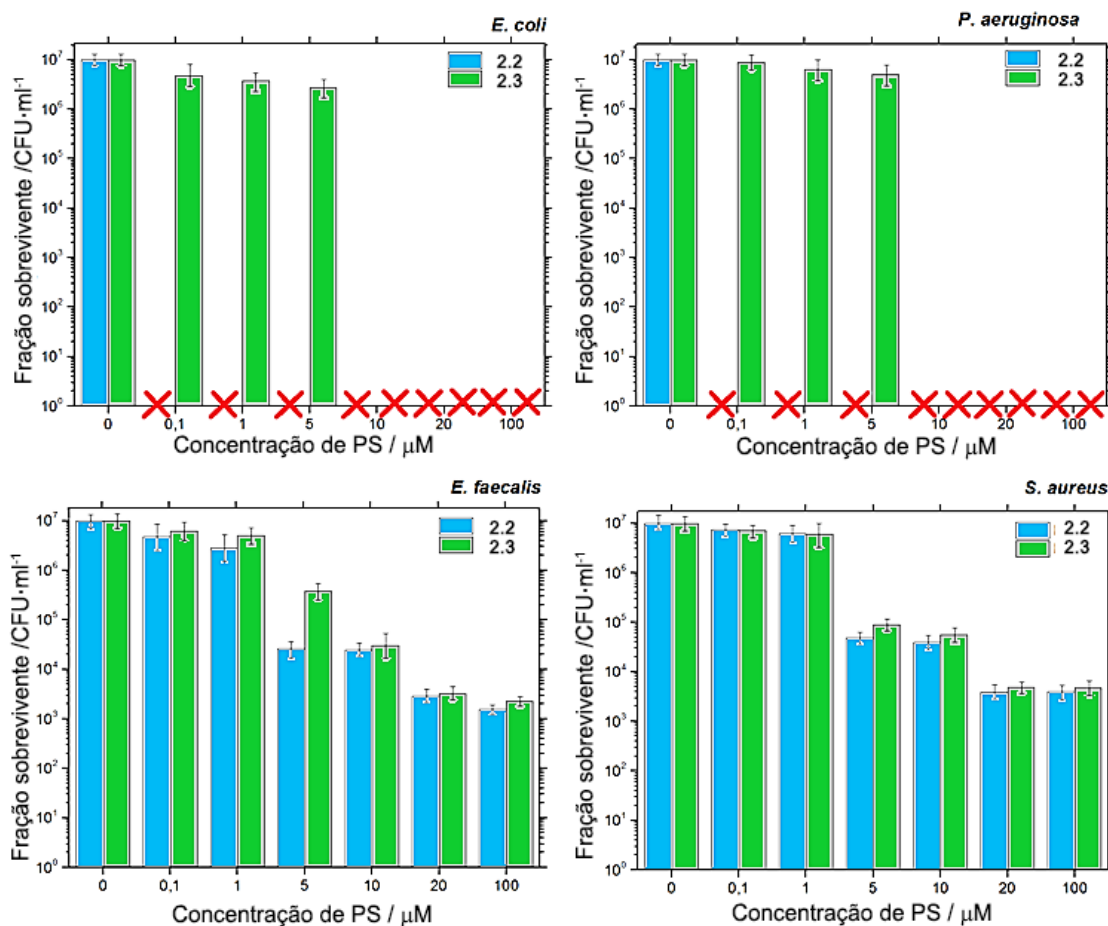 E. coli
10⁷
10⁶
10⁵
10⁴
10³
10²
10¹
10⁰
Fração sobrevivente /CFU·ml⁻¹
2.2
2.3
0 0,1 1 5 10 20 100
Concentração de PS / µM
P. aeruginosa
10⁷
10⁶
10⁵
10⁴
10³
10²
10¹
10⁰
Fração sobrevivente /CFU·ml⁻¹
2.2
2.3
0 0,1 1 5 10 20 100
Concentração de PS / µM
E. faecalis
10⁷
10⁶
10⁵
10⁴
10³
10²
10¹
10⁰
Fração sobrevivente /CFU·ml⁻¹
2.2
2.3
0 0,1 1 5 10 20 100
Concentração de PS / µM
S. aureus
10⁷
10⁶
10⁵
10⁴
10³
10²
10¹
10⁰
Fração sobrevivente /CFU·ml⁻¹
2.2
2.3
0 0,1 1 5 10 20 100
Concentração de PS / µM